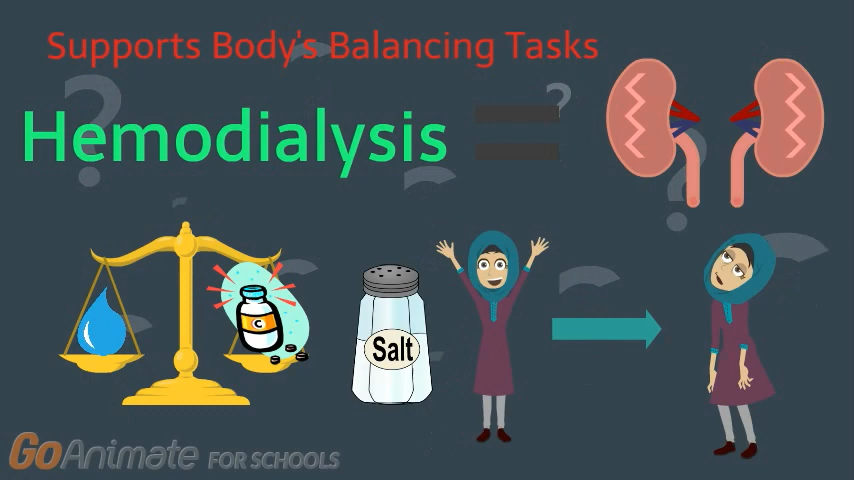 Supports Body's Balancing Tasks
Hemodialysis
C
Salt
GoAnimate FOR SCHOOLS